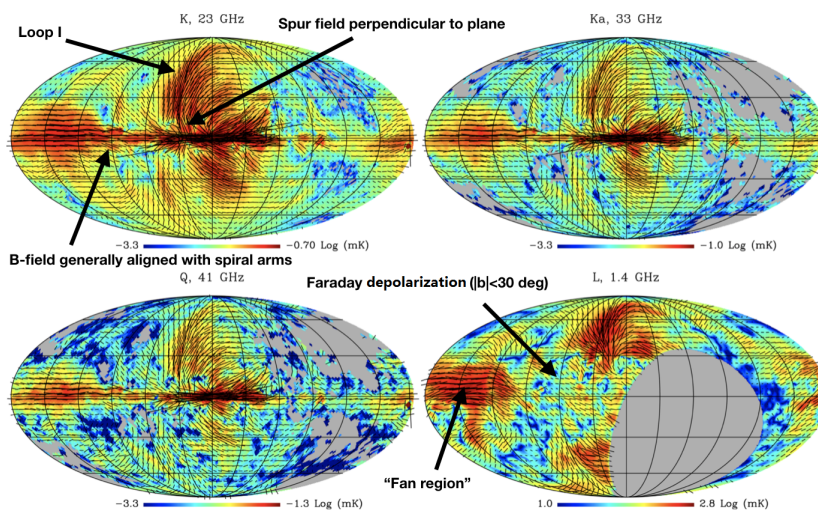 K, 23 GHz
Spur field perpendicular to plane
Ka, 33 GHz
Loop I
−3.3
−0.70 Log (mK)
−3.3
−1.0 Log (mK)
B-field generally aligned with spiral arms
Q, 41 GHz
Faraday depolarization (|b|<30 deg)
L, 1.4 GHz
“Fan region”
−3.3
−1.3 Log (mK)
1.0
2.8 Log (mK)